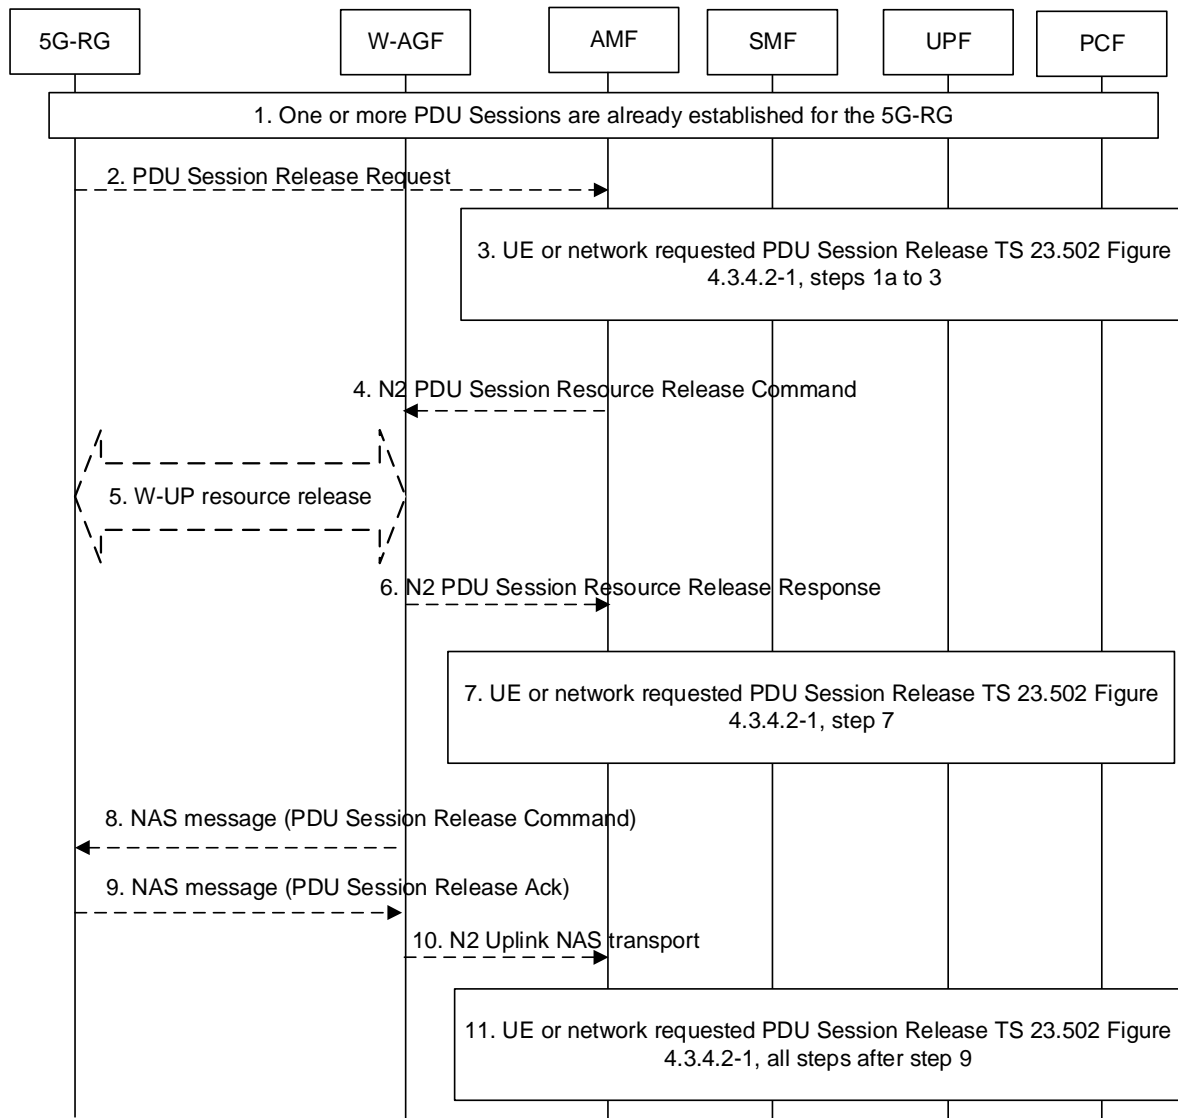 5G-RG
W-AGF
AMF
SMF
UPF
PCF
1. One or more PDU Sessions are already established for the 5G-RG
2. PDU Session Release Request
3. UE or network requested PDU Session Release TS 23.502 Figure
4.3.4.2-1, steps 1a to 3
4. N2 PDU Session Resource Release Command
5. W-UP resource release
6. N2 PDU Session Resource Release Response
7. UE or network requested PDU Session Release TS 23.502 Figure
4.3.4.2-1, step 7
8. NAS message (PDU Session Release Command)
9. NAS message (PDU Session Release Ack)
10. N2 Uplink NAS transport
11. UE or network requested PDU Session Release TS 23.502 Figure
4.3.4.2-1, all steps after step 9